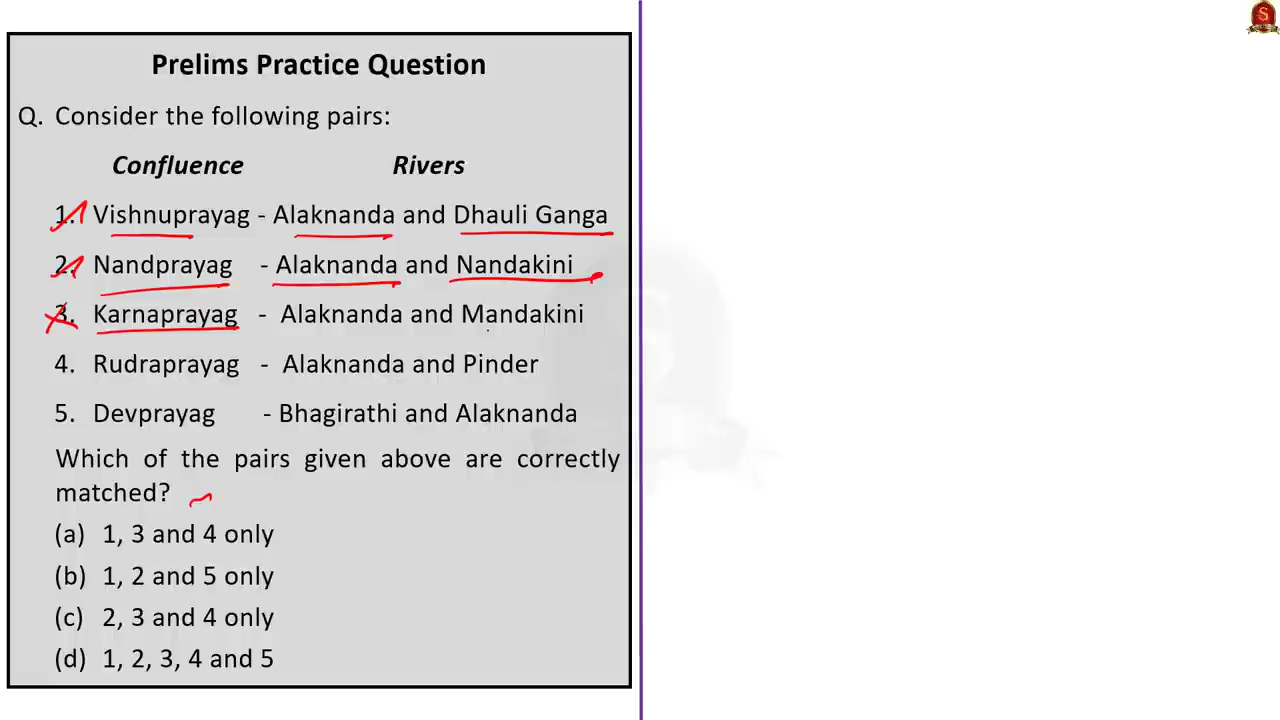 Prelims Practice Question
Q. Consider the following pairs:
Confluence Rivers
1. Vishnuprayag - Alaknanda and Dhauli Ganga
2. Nandprayag - Alaknanda and Nandakini
3. Karnaprayag - Alaknanda and Mandakini
4. Rudraprayag - Alaknanda and Pinder
5. Devprayag - Bhagirathi and Alaknanda
Which of the pairs given above are correctly
matched?
(a) 1, 3 and 4 only
(b) 1, 2 and 5 only
(c) 2, 3 and 4 only
(d) 1, 2, 3, 4 and 5
S